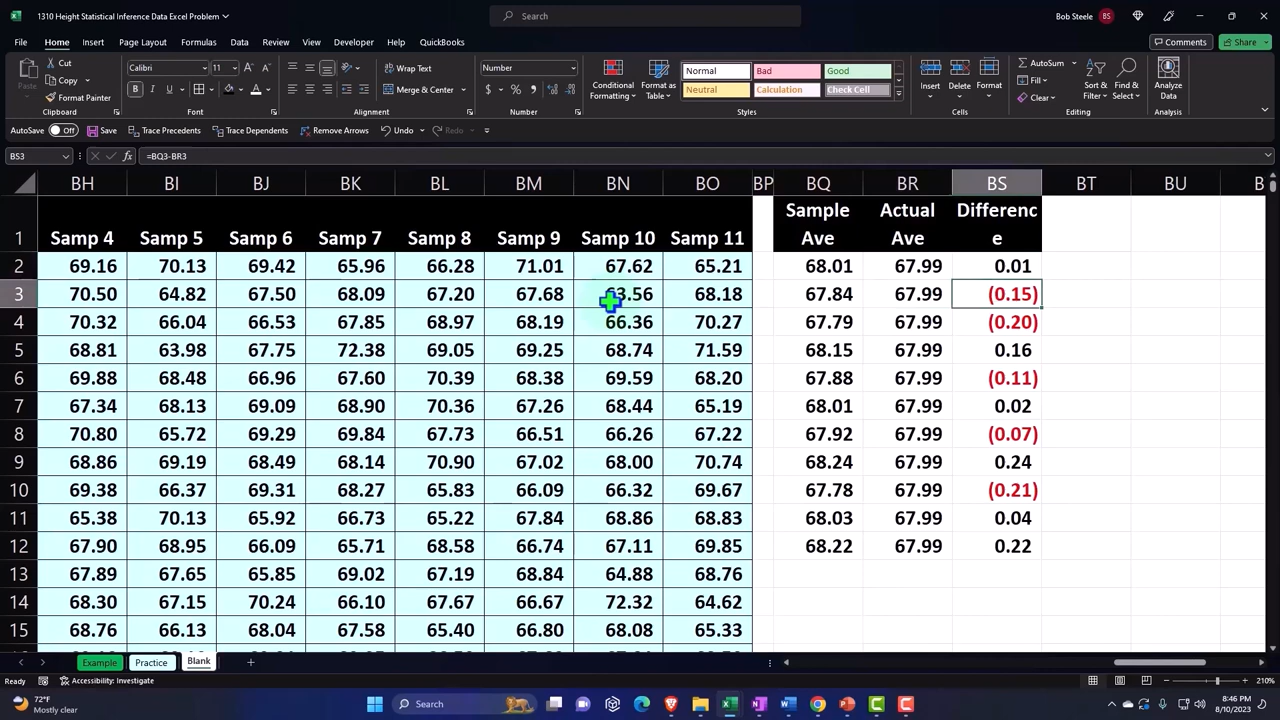 1310 Height Statistical Inference Data Excel Problem
Search
Bob Steele
BS
File Home Insert Page Layout Formulas Data Review View Developer Help QuickBooks
Comments
Share
Paste
Cut
Copy
Format Painter
Clipboard
Calibri
11
Font
Wrap Text
Merge & Center
Alignment
Number
Number
Conditional Formatting
Format as Table
Normal Bad Good
Neutral Calculation Check Cell
Styles
Insert Delete Format
Cells
AutoSum
Fill
Clear
Sort & Filter
Find & Select
Editing
Analyze Data
Analysis
AutoSave Off Save Trace Precedents Trace Dependents Remove Arrows Undo Redo
BS3 fx =BQ3-BR3
BH BI BJ BK BL BM BN BO BP BQ BR BS BT BU B
1 Samp 4 Samp 5 Samp 6 Samp 7 Samp 8 Samp 9 Samp 10 Samp 11 Sample Ave Actual Ave Differenc e
2 69.16 70.13 69.42 65.96 66.28 71.01 67.62 65.21 68.01 67.99 0.01
3 70.50 64.82 67.50 68.09 67.20 67.68 63.56 68.18 67.84 67.99 (0.15)
4 70.32 66.04 66.53 67.85 68.97 68.19 66.36 70.27 67.79 67.99 (0.20)
5 68.81 63.98 67.75 72.38 69.05 69.25 68.74 71.59 68.15 67.99 0.16
6 69.88 68.48 66.96 67.60 70.39 68.38 69.59 68.20 67.88 67.99 (0.11)
7 67.34 68.13 69.09 68.90 70.36 67.26 68.44 65.19 68.01 67.99 0.02
8 70.80 65.72 69.29 69.84 67.73 66.51 66.26 67.22 67.92 67.99 (0.07)
9 68.86 69.19 68.49 68.14 70.90 67.02 68.00 70.74 68.24 67.99 0.24
10 69.38 66.37 69.31 68.27 65.83 66.09 66.32 69.67 67.78 67.99 (0.21)
11 65.38 70.13 65.92 66.73 65.22 67.84 68.86 68.83 68.03 67.99 0.04
12 67.90 68.95 66.09 65.71 68.58 66.74 67.11 69.85 68.22 67.99 0.22
13 67.89 67.65 65.85 69.02 67.19 68.84 64.88 68.76
14 68.30 67.15 70.24 66.10 67.67 66.67 72.32 64.62
15 68.76 66.13 68.04 67.58 65.40 66.80 68.08 65.33
Example Practice Blank
Ready Accessibility: Investigate 210%
72°F
Mostly clear
Search
8:46 PM
8/10/2023